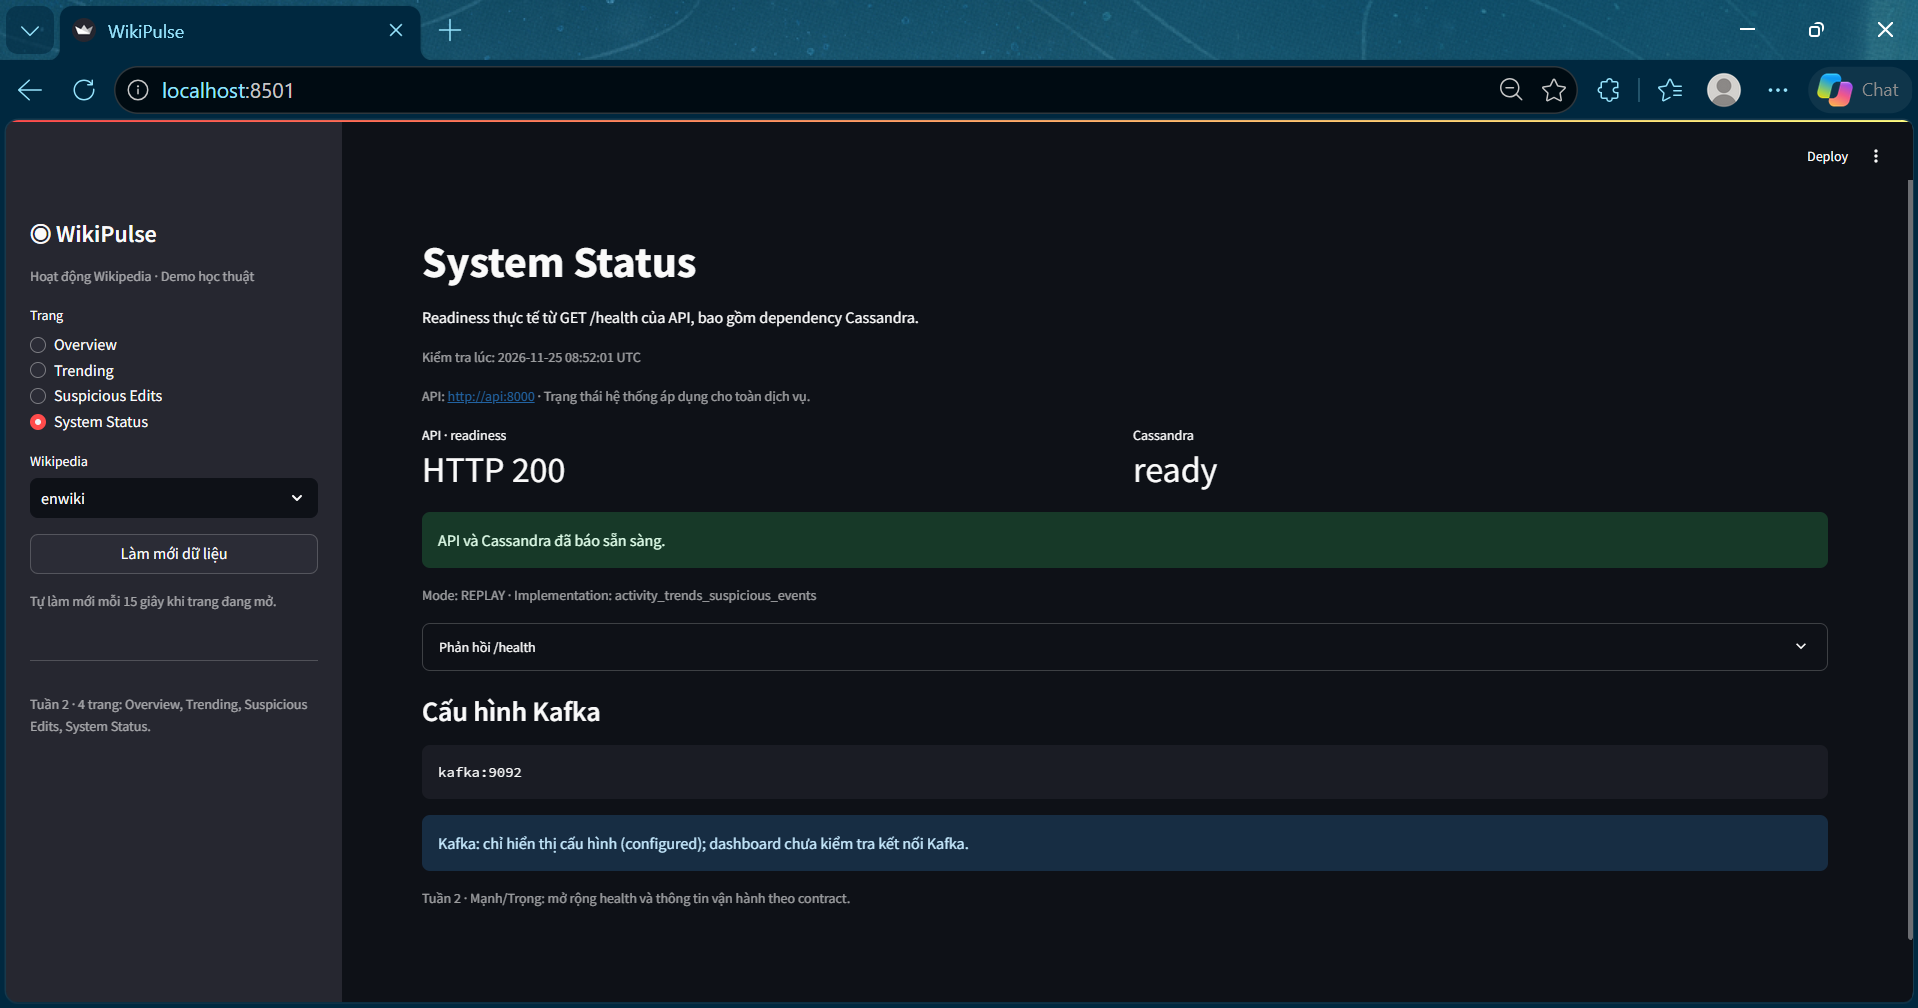 WikiPulse
localhost:8501
Chat
Deploy
WikiPulse
Hoạt động Wikipedia · Demo học thuật
Trang
Overview
Trending
Suspicious Edits
System Status
Wikipedia
enwiki
Làm mới dữ liệu
Tự làm mới mỗi 15 giây khi trang đang mở.
Tuần 2 · 4 trang: Overview, Trending, Suspicious
Edits, System Status.
System Status
Readiness thực tế từ GET /health của API, bao gồm dependency Cassandra.
Kiểm tra lúc: 2026-11-25 08:52:01 UTC
API: http://api:8000 · Trạng thái hệ thống áp dụng cho toàn dịch vụ.
API · readiness
HTTP 200
Cassandra
ready
API và Cassandra đã báo sẵn sàng.
Mode: REPLAY · Implementation: activity_trends_suspicious_events
Phản hồi /health
Cấu hình Kafka
kafka:9092
Kafka: chỉ hiển thị cấu hình (configured); dashboard chưa kiểm tra kết nối Kafka.
Tuần 2 · Mạnh/Trọng: mở rộng health và thông tin vận hành theo contract.